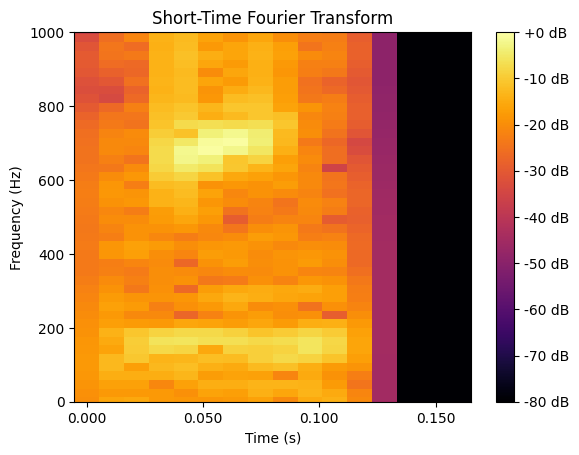 Short-Time Fourier Transform
1000
800
600
400
200
0
Frequency (Hz)
0.000
0.050
0.100
0.150
Time (s)
+0 dB
-10 dB
-20 dB
-30 dB
-40 dB
-50 dB
-60 dB
-70 dB
-80 dB